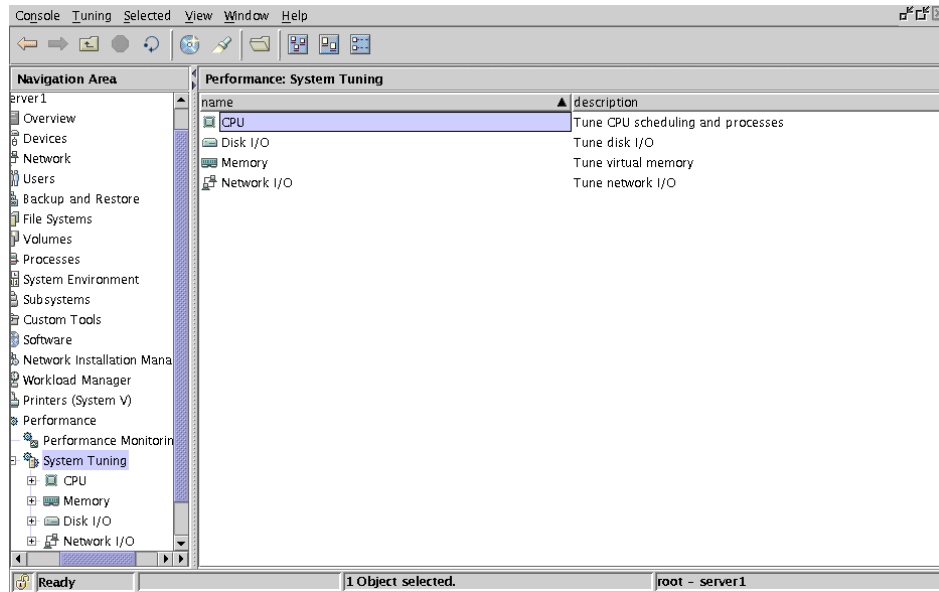 Console Tuning Selected View Window Help
Navigation Area
Performance: System Tuning
erver1
Overview
Devices
Network
Users
Backup and Restore
File Systems
Volumes
Processes
System Environment
Subsystems
Custom Tools
Software
Network Installation Mana
Workload Manager
Printers (System V)
Performance
Performance Monitorin
System Tuning
CPU
Memory
Disk I/O
Network I/O
name description
CPU Tune CPU scheduling and processes
Disk I/O Tune disk I/O
Memory Tune virtual memory
Network I/O Tune network I/O
Ready 1 Object selected. root - server1